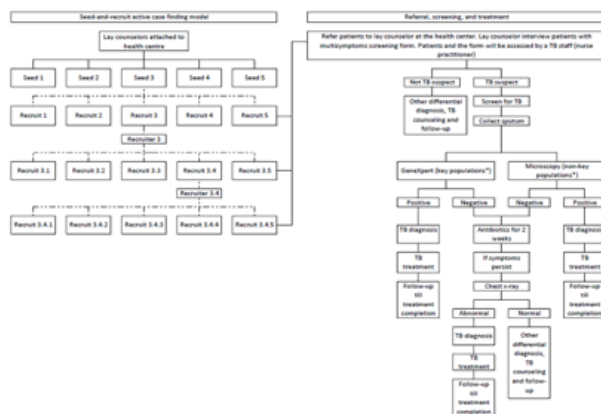 Seed-and-recruit active case finding model
Lay counselors attached to
health centre
Seed 1
Seed 2
Seed 3
Seed 4
Seed 5
Recruit 1
Recruit 2
Recruit 3
Recruit 4
Recruit 5
Recruiter 3
Recruit 3.1
Recruit 3.2
Recruit 3.3
Recruit 3.4
Recruit 3.5
Recruiter 3.4
Recruit 3.4.1
Recruit 3.4.2
Recruit 3.4.3
Recruit 3.4.4
Recruit 3.4.5
Referral, screening, and treatment
Refer patients to lay counselor at the health center. Lay counselor interview patients with
multisymptoms screening form. Patients and the form will be assessed by a TB staff (nurse
practitioner)
Not TB suspect
Other differential
diagnosis, TB
counseling and
follow-up
TB suspect
Screen for TB
Collect sputum
GeneXpert (key populations*)
Microscopy (non-key
populations*)
Positive
Negative
Negative
Positive
TB diagnosis
TB
treatment
Follow-up
till
treatment
completion
Antibiotics for 2
weeks
If symptoms
persist
Chest x-ray
TB diagnosis
TB
treatment
Follow-up
till
treatment
completion
Abnormal
Normal
TB diagnosis
TB
treatment
Follow-up
till
treatment
completion
Other
differential
diagnosis,
TB
counseling
and follow-
up